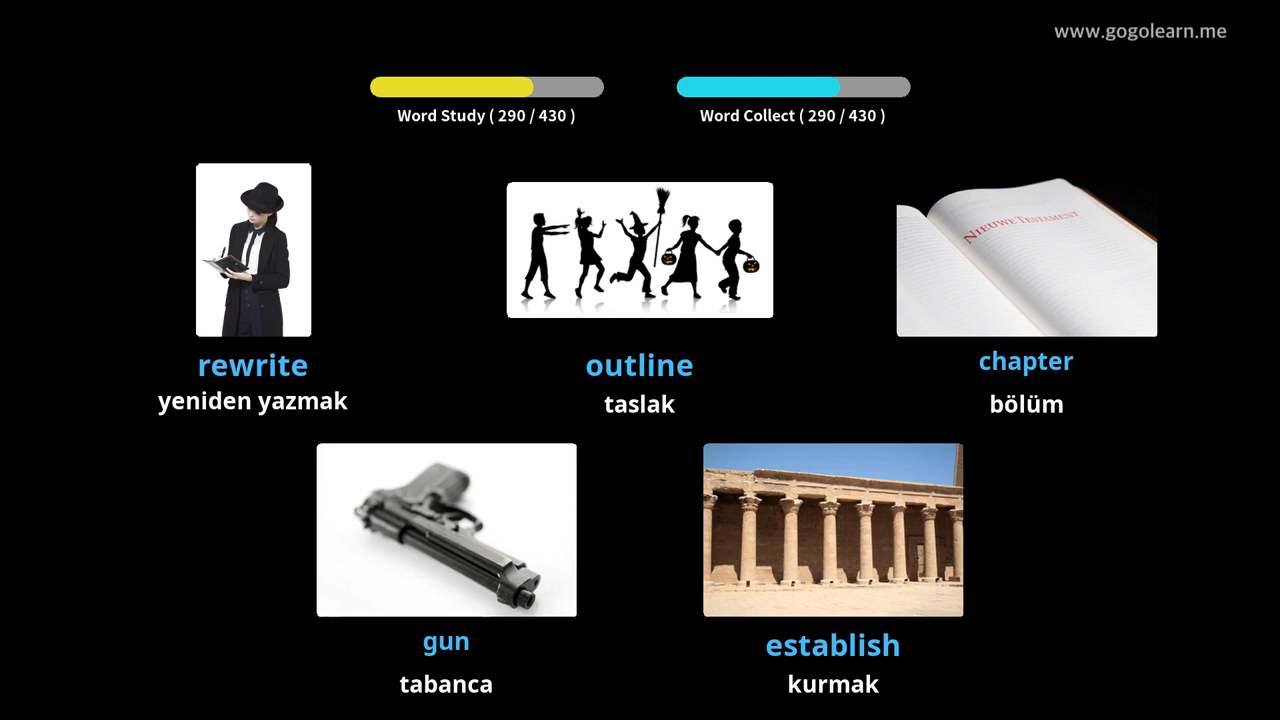 www.gogolearn.me
Word Study ( 290 / 430 )
Word Collect ( 290 / 430 )
NIEUWE TESTAMENT
rewrite
outline
chapter
yeniden yazmak
taslak
bölüm
gun
establish
tabanca
kurmak